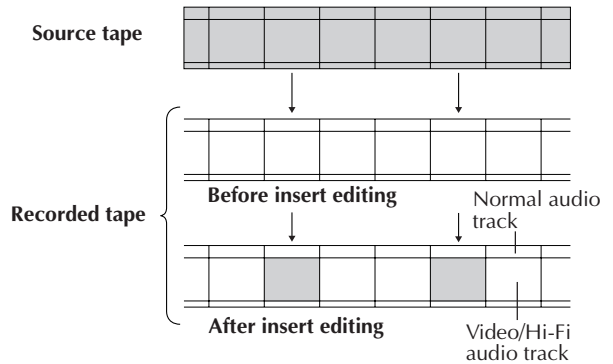 Source tape
Before insert editing
Normal audio
track
Recorded tape
After insert editing
Video/Hi-Fi
audio track